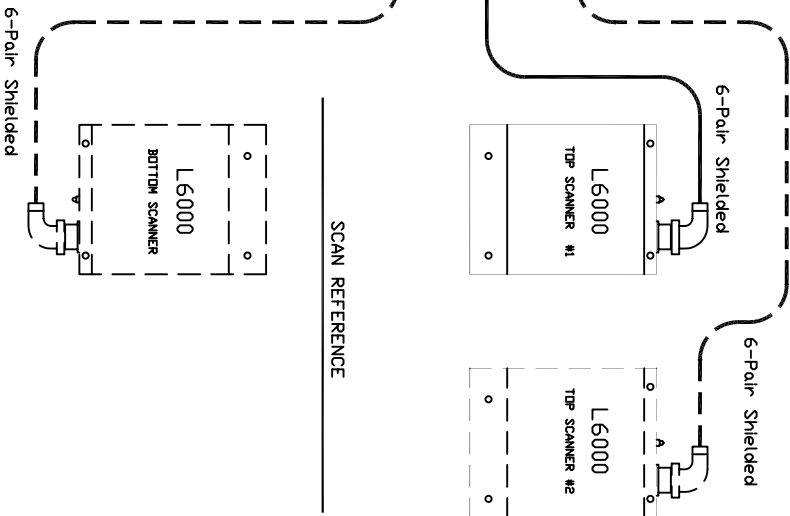 6-Pair Shielded
L6000
BOTTOM SCANNER
A
SCAN REFERENCE
L6000
TOP SCANNER #1
A
6-Pair Shielded
L6000
TOP SCANNER #2
A
6-Pair Shielded